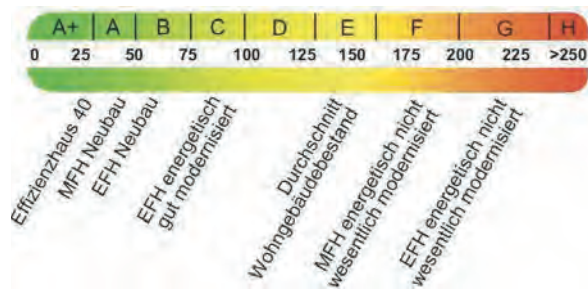 A+ A B C D E F G H
0 25 50 75 100 125 150 175 200 225 >250
Effizienzhaus 40
MFH Neubau
EFH Neubau
EFH energetisch
gut modernisiert
Durchschnitt
Wohngebäudebestand
MFH energetisch nicht
wesentlich modernisiert
EFH energetisch nicht
wesentlich modernisiert